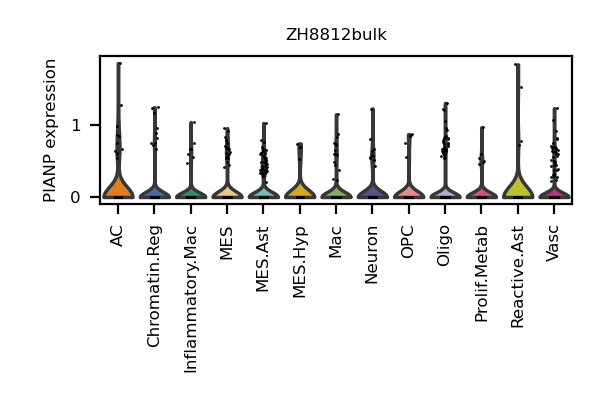 ZH8812bulk
PIANP expression
1
0
AC
Chromatin.Reg
Inflammatory.Mac
MES
MES.Ast
MES.Hyp
Mac
Neuron
OPC
Oligo
Prolif.Metab
Reactive.Ast
Vasc